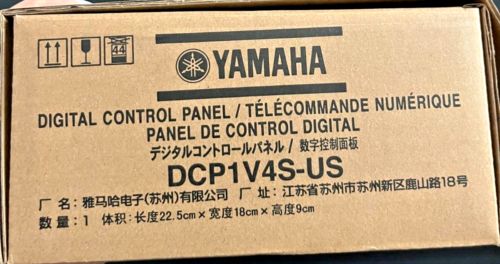 44
YAMAHA
DIGITAL CONTROL PANEL / TÉLÉCOMMANDE NUMÉRIQUE
PANEL DE CONTROL DIGITAL
デジタルコントロールパネル / 数字控制面板
DCP1V4S-US
厂 名：雅马哈电子(苏州)有限公司 厂 址：江苏省苏州市苏州新区鹿山路18号
数量：1 体积：长度22.5cm×宽度18cm×高度9cm